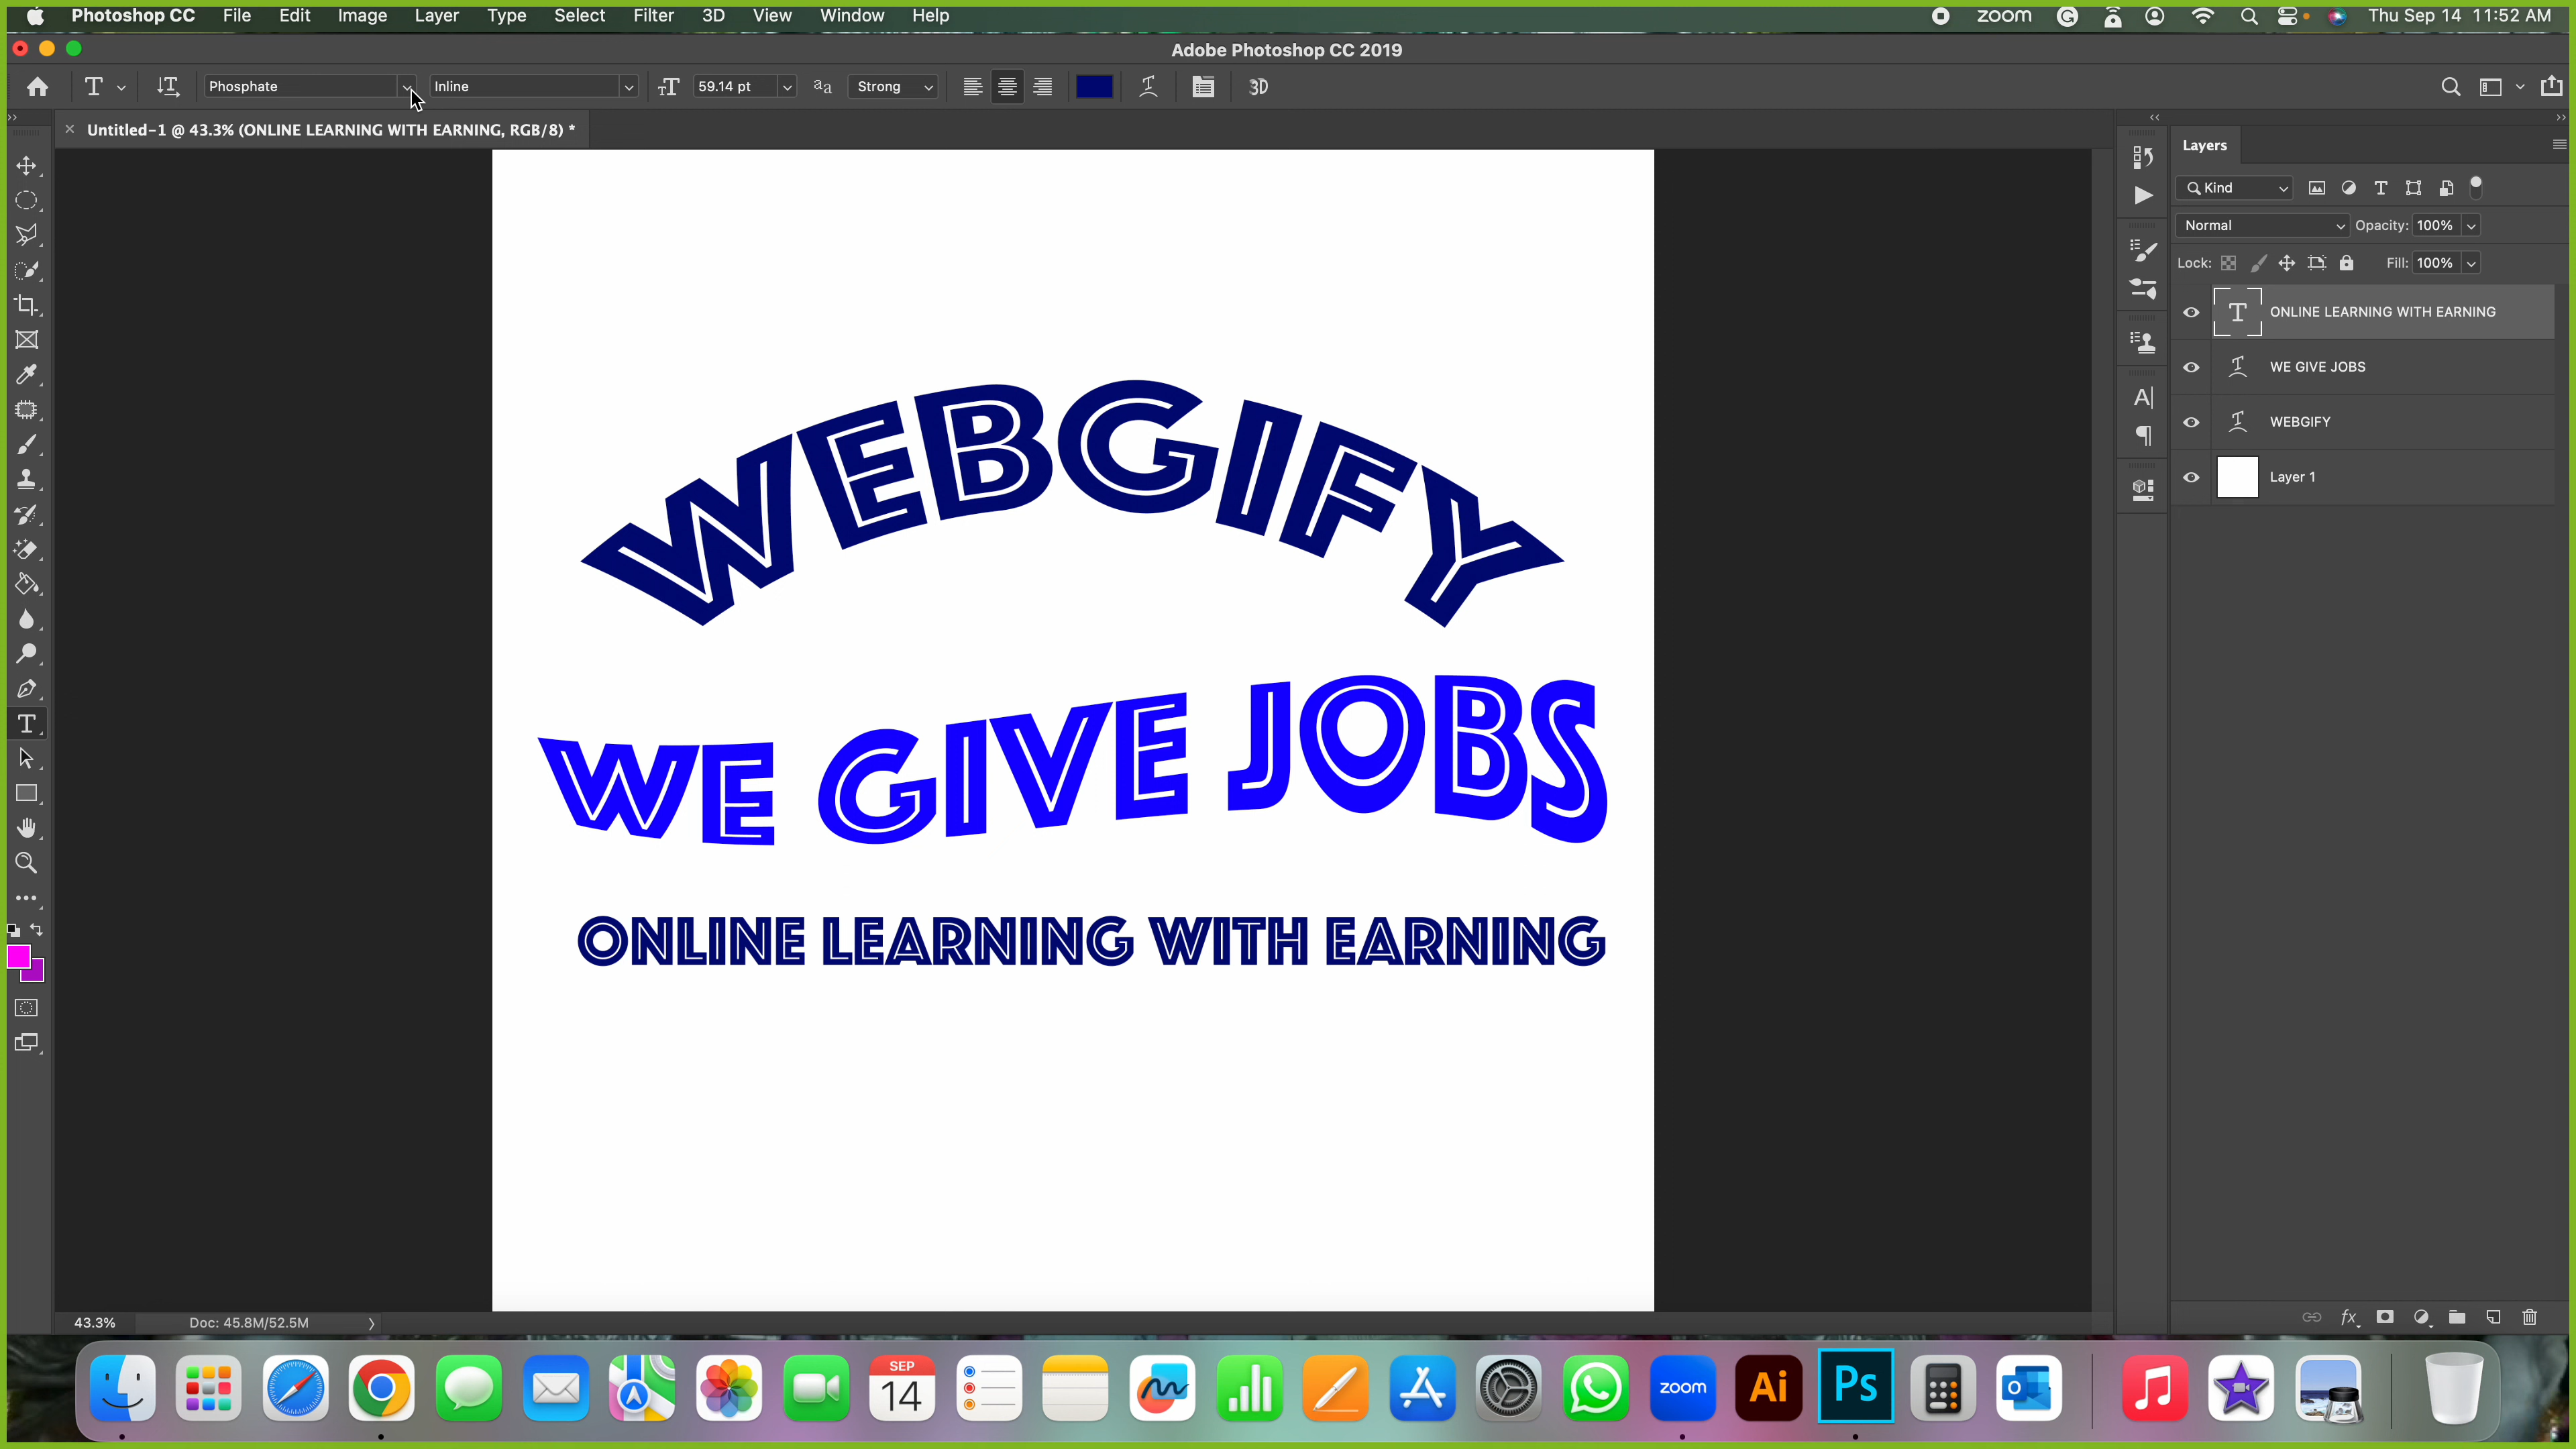 Photoshop CC File Edit Image Layer Type Select Filter 3D View Window Help zoom Thu Sep 14 11:52 AM
Adobe Photoshop CC 2019
Phosphate Inline 59.14 pt Strong 3D
Untitled-1 @ 43.3% (ONLINE LEARNING WITH EARNING, RGB/8) *
Layers
Kind
Normal Opacity: 100%
Lock: Fill: 100%
ONLINE LEARNING WITH EARNING
WE GIVE JOBS
WEBGIFY
Layer 1
WEBGIFY
WE GIVE JOBS
ONLINE LEARNING WITH EARNING
43.3% Doc: 45.8M/52.5M
SEP
14
zoom
Ai
Ps